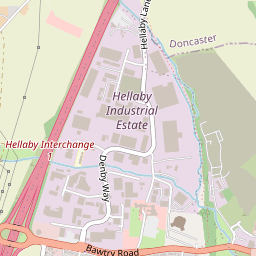 Hellaby Lane
Doncaster
Hellaby
Industrial
Estate
Hellaby Interchange
1
Denby Way
Bawtry Road